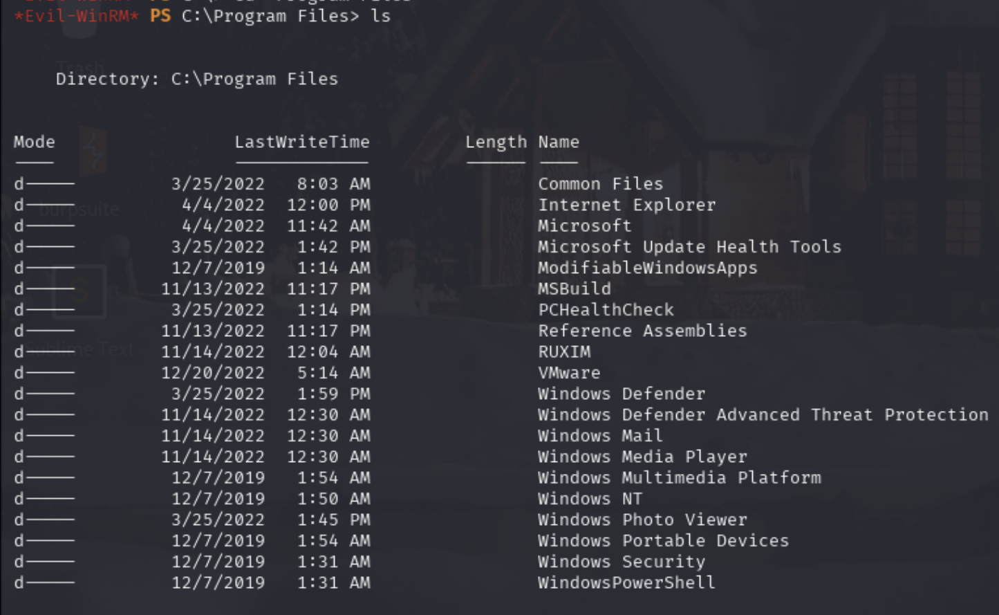 *Evil-WinRM* PS C:\Program Files> ls
Trash
Directory: C:\Program Files
Mode LastWriteTime Length Name
d----- 3/25/2022 8:03 AM Common Files
d----- 4/4/2022 12:00 PM Internet Explorer
burpsuite
d----- 4/4/2022 11:42 AM Microsoft
d----- 3/25/2022 1:42 PM Microsoft Update Health Tools
d----- 12/7/2019 1:14 AM ModifiableWindowsApps
d----- 11/13/2022 11:17 PM MSBuild
d----- 3/25/2022 1:14 PM PCHealthCheck
d----- 11/13/2022 11:17 PM Reference Assemblies
Sublime Text
d----- 11/14/2022 12:04 AM RUXIM
d----- 12/20/2022 5:14 AM VMware
d----- 3/25/2022 1:59 PM Windows Defender
d----- 11/14/2022 12:30 AM Windows Defender Advanced Threat Protection
d----- 11/14/2022 12:30 AM Windows Mail
d----- 11/14/2022 12:30 AM Windows Media Player
d----- 12/7/2019 1:54 AM Windows Multimedia Platform
d----- 12/7/2019 1:50 AM Windows NT
d----- 3/25/2022 1:45 PM Windows Photo Viewer
d----- 12/7/2019 1:54 AM Windows Portable Devices
d----- 12/7/2019 1:31 AM Windows Security
d----- 12/7/2019 1:31 AM WindowsPowerShell